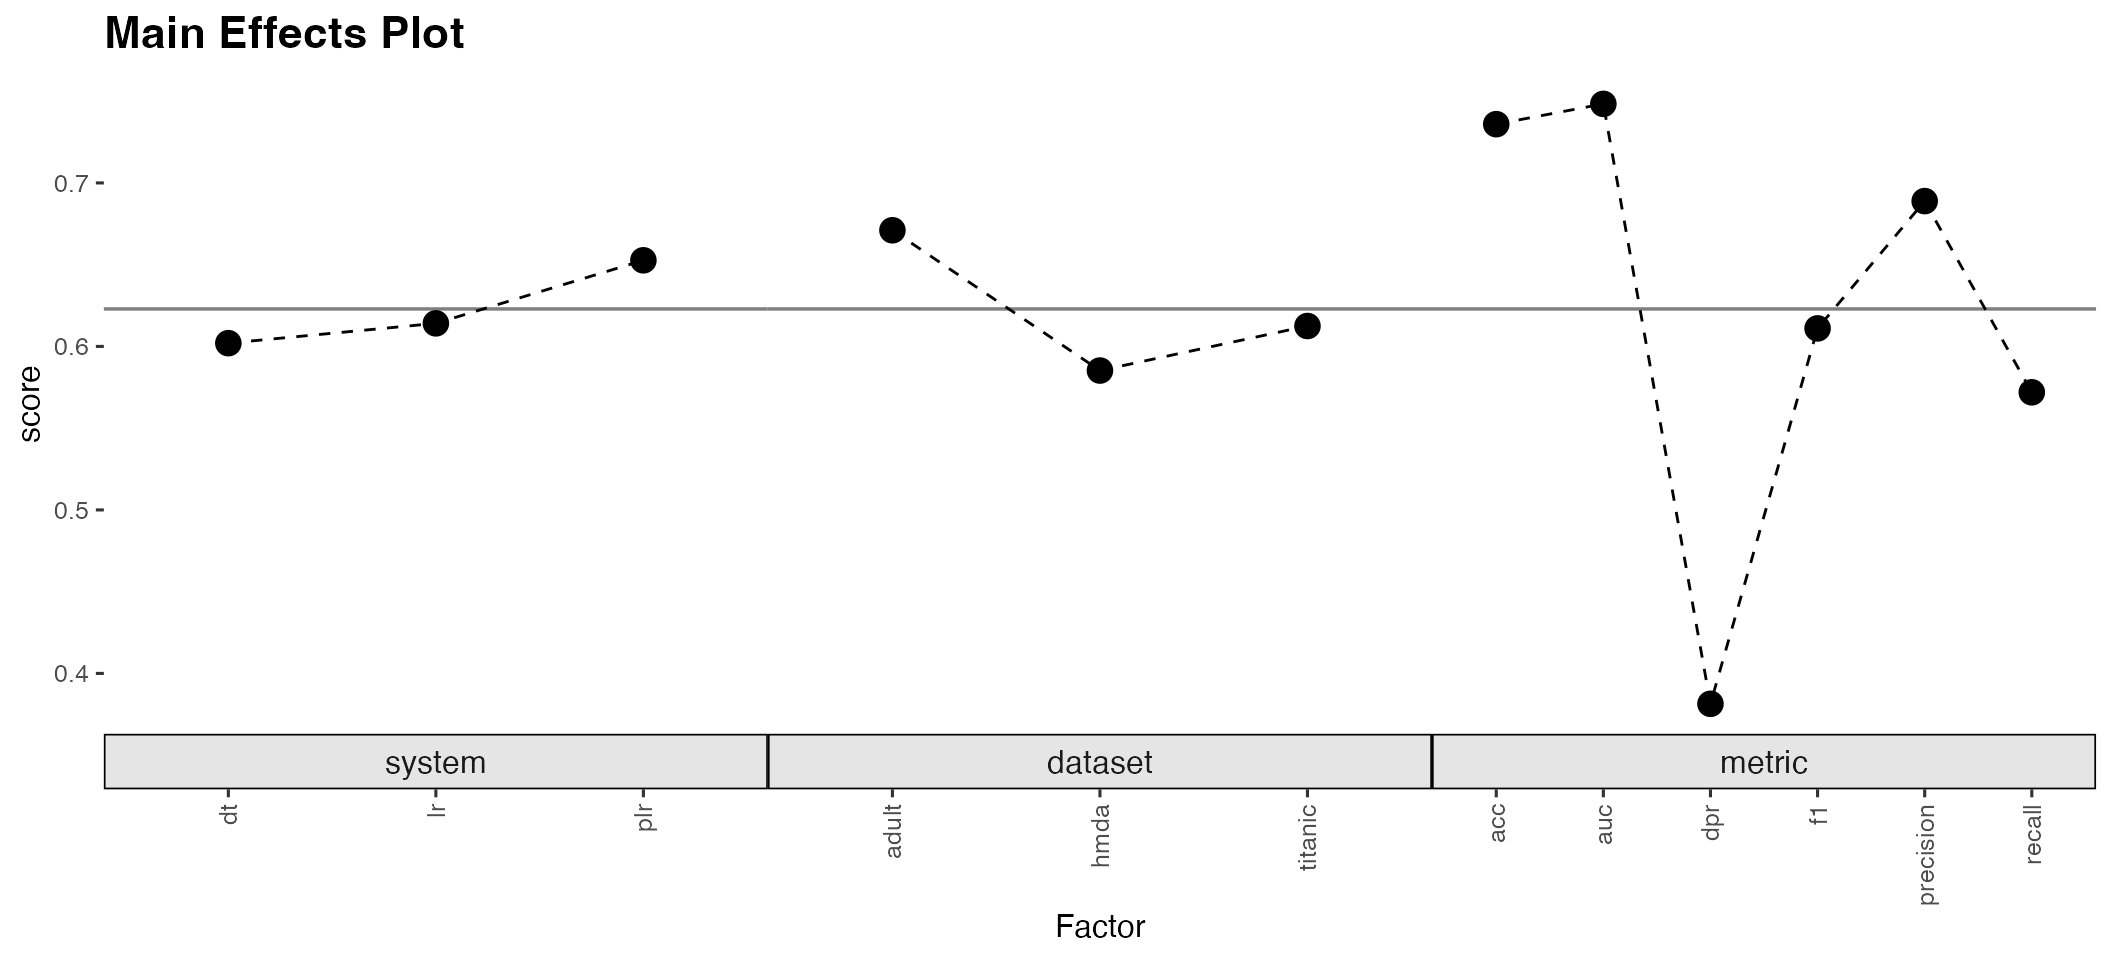 Main Effects Plot
score
0.7
0.6
0.5
0.4
system
dataset
metric
dt
lr
plr
adult
hmda
titanic
acc
auc
dpr
f1
precision
recall
Factor